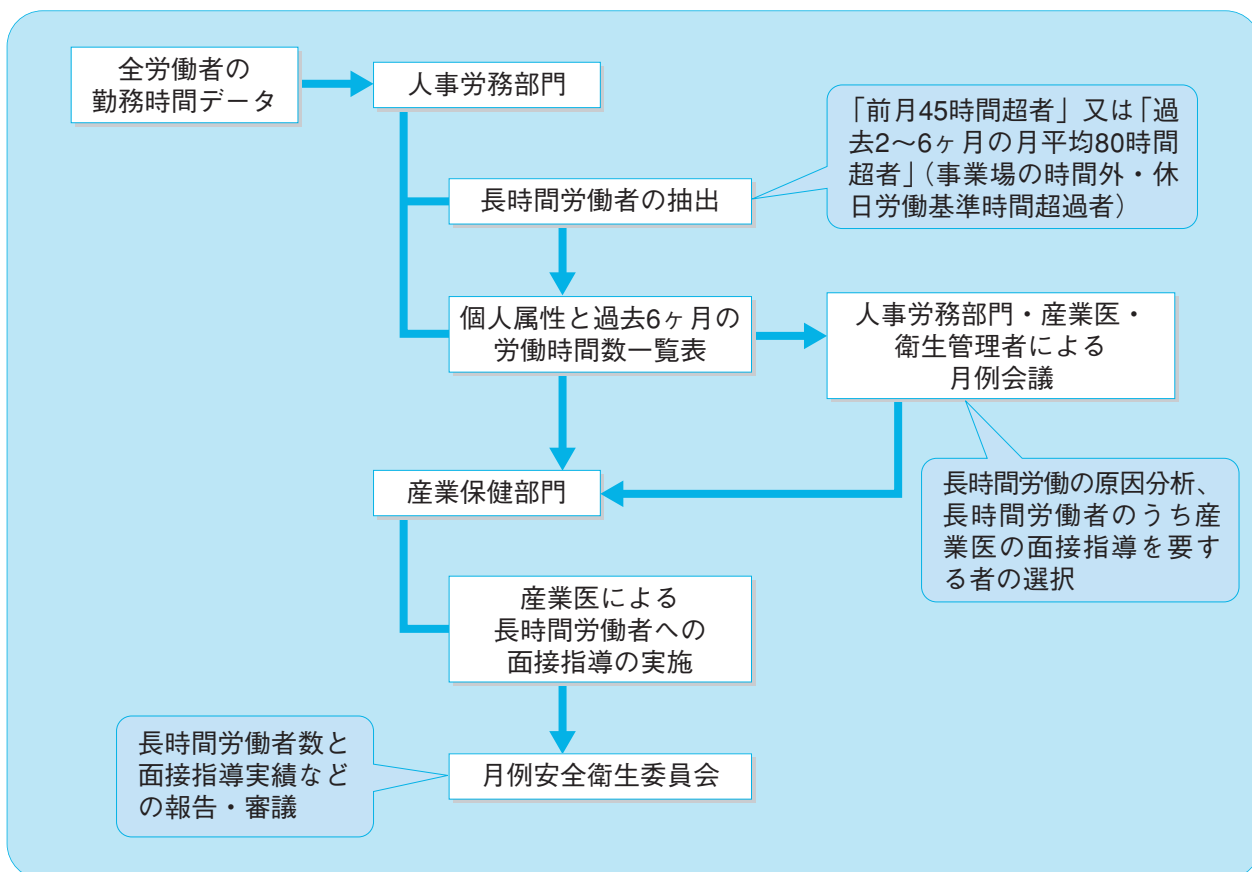 全労働者の
勤務時間データ
人事労務部門
「前月45時間超者」又は「過
去2〜6ヶ月の月平均80時間
超者」（事業場の時間外・休
日労働基準時間超過者）
長時間労働者の抽出
個人属性と過去6ヶ月の
労働時間数一覧表
人事労務部門・産業医・
衛生管理者による
月例会議
産業保健部門
長時間労働の原因分析、
長時間労働者のうち産
業医の面接指導を要す
る者の選択
産業医による
長時間労働者への
面接指導の実施
長時間労働者数と
面接指導実績など
の報告・審議
月例安全衛生委員会